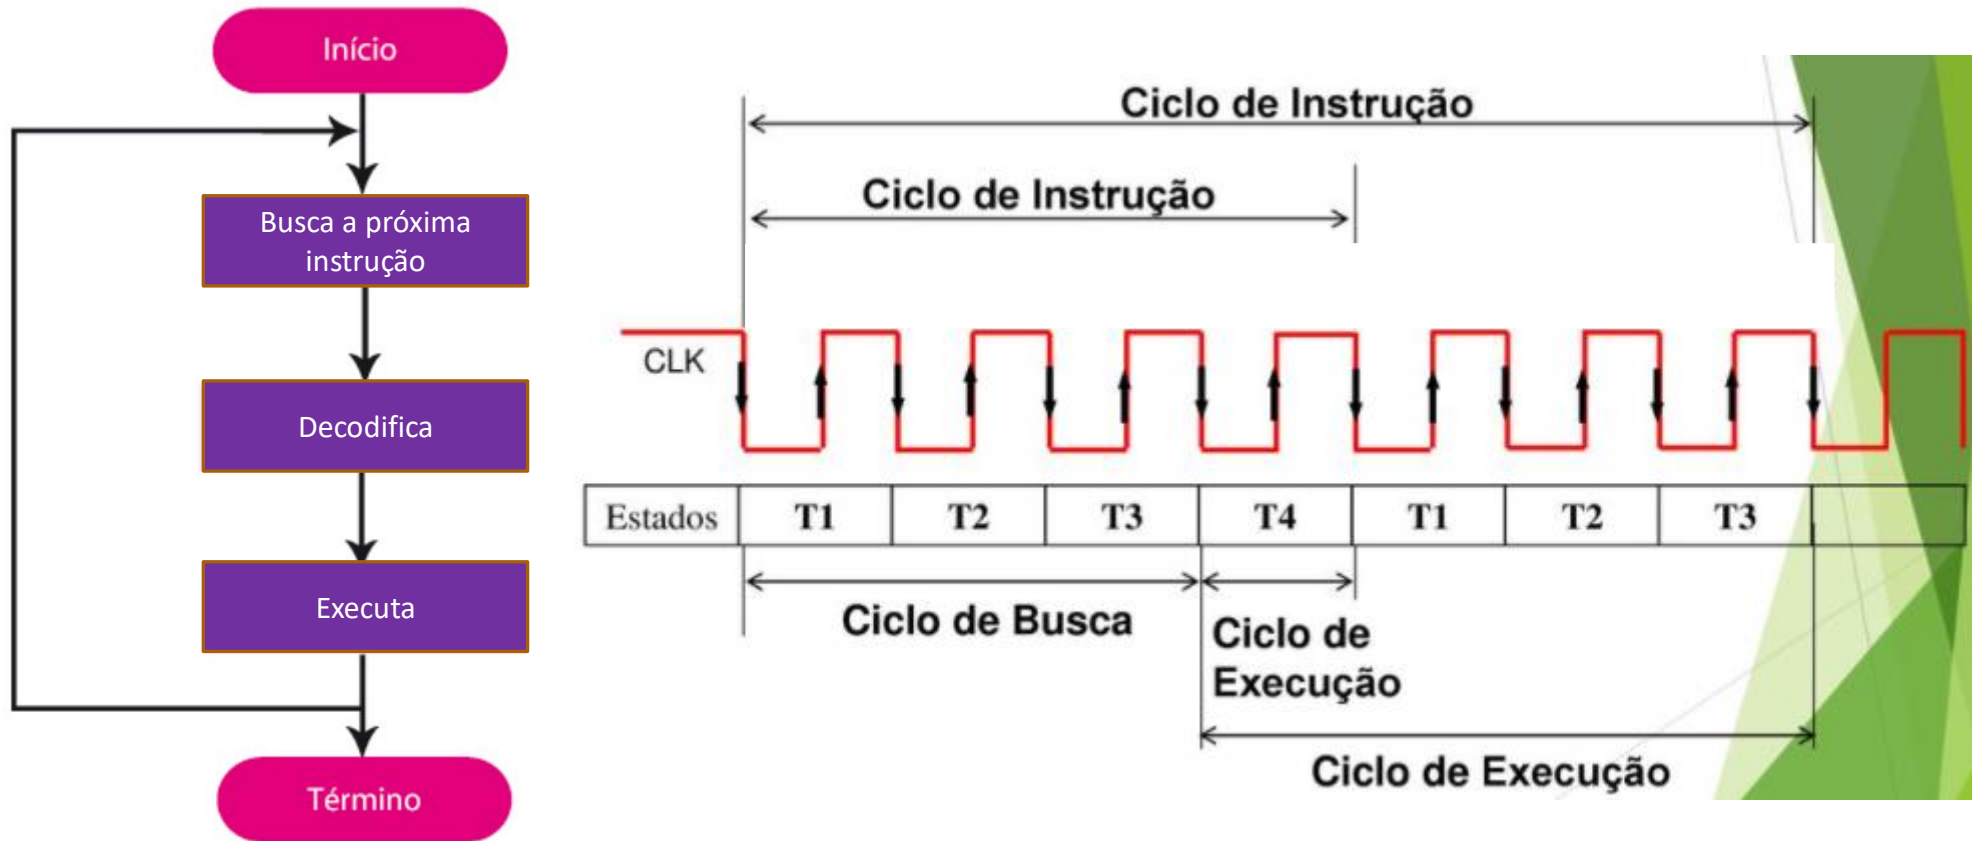 Início
Busca a próxima
instrução
Decodifica
Executa
Término
Ciclo de Instrução
Ciclo de Instrução
CLK
Estados T1 T2 T3 T4 T1 T2 T3
Ciclo de Busca
Ciclo de
Execução
Ciclo de Execução